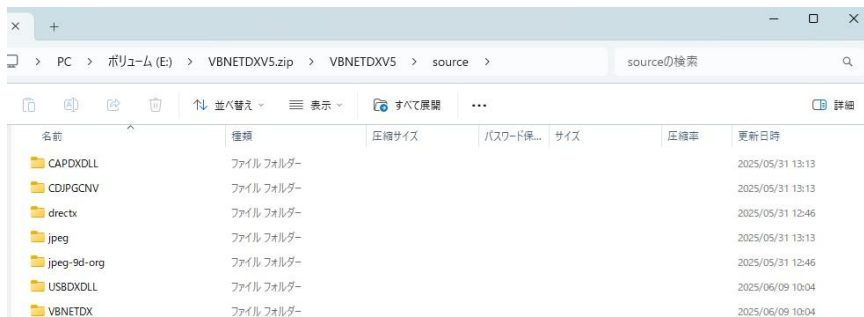 PC > ボリューム (E:) > VBNETDXV5.zip > VBNETDXV5 > source > sourceの検索
並べ替え 表示 すべて展開 ... 詳細
名前 種類 圧縮サイズ パスワード保... サイズ 圧縮率 更新日時
CAPDXDLL ファイル フォルダー 2025/05/31 13:13
CDJPGCNV ファイル フォルダー 2025/05/31 13:13
drectx ファイル フォルダー 2025/05/31 12:46
jpeg ファイル フォルダー 2025/05/31 13:13
jpeg-9d-org ファイル フォルダー 2025/05/31 12:46
USBDXDLL ファイル フォルダー 2025/06/09 10:04
VBNETDX ファイル フォルダー 2025/06/09 10:04